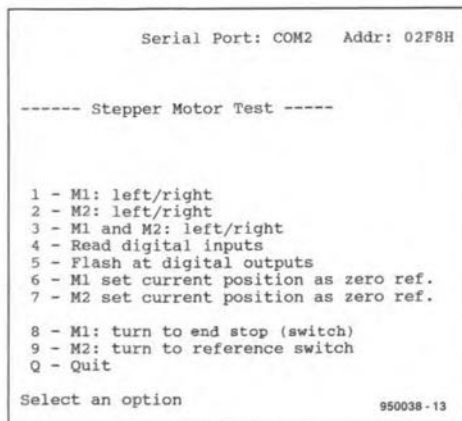 Serial Port: COM2   Addr: 02F8H
------ Stepper Motor Test -----
1 - M1: left/right
2 - M2: left/right
3 - M1 and M2: left/right
4 - Read digital inputs
5 - Flash at digital outputs
6 - M1 set current position as zero ref.
7 - M2 set current position as zero ref.
8 - M1: turn to end stop (switch)
9 - M2: turn to reference switch
Q - Quit
Select an option
950038 - 13